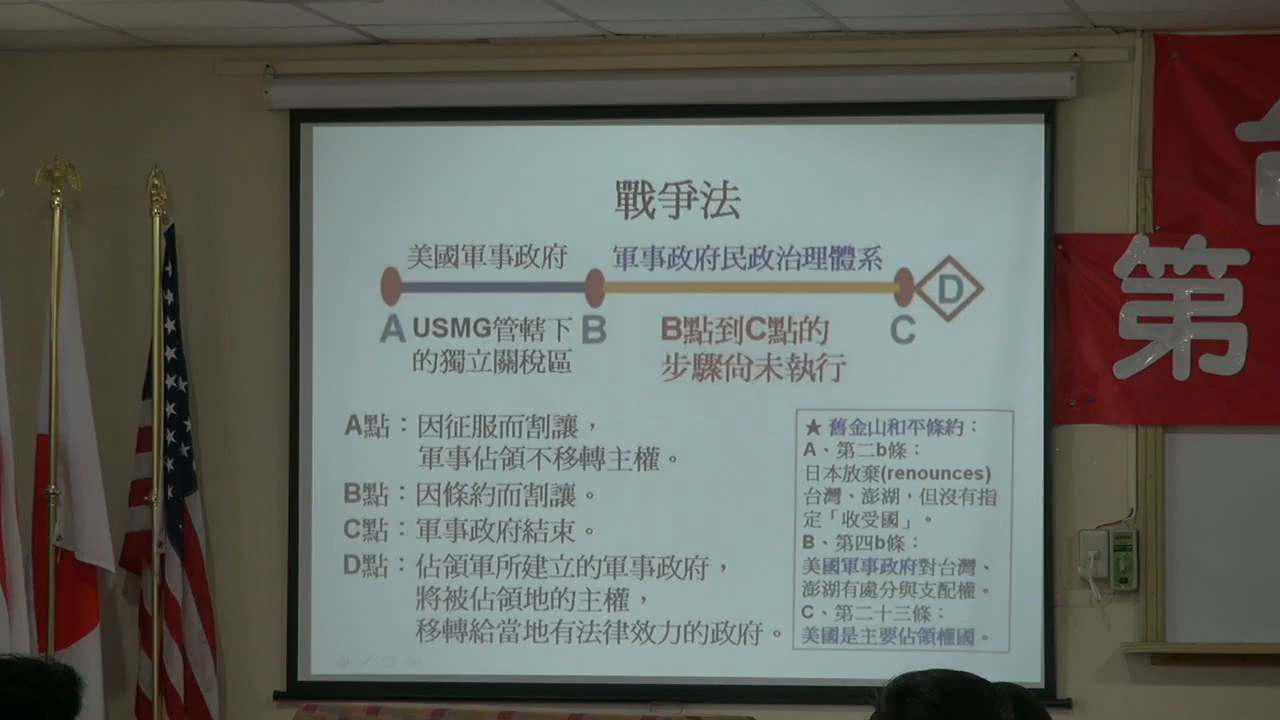 戰爭法
美國軍事政府
軍事政府民政治理體系
D
A
USMG管轄下
的獨立關稅區
B
B點到C點的
步驟尚未執行
C
A點：因征服而割讓，
軍事佔領不移轉主權。
B點：因條約而割讓。
C點：軍事政府結束。
D點：佔領軍所建立的軍事政府，
將被佔領地的主權，
移轉給當地有法律效力的政府。
★ 舊金山和平條約：
A、第二b條：
日本放棄(renounces)
台灣、澎湖，但沒有指
定「收受國」。
B、第四b條：
美國軍事政府對台灣、
澎湖有處分與支配權。
C、第二十三條：
美國是主要佔領權國。
第